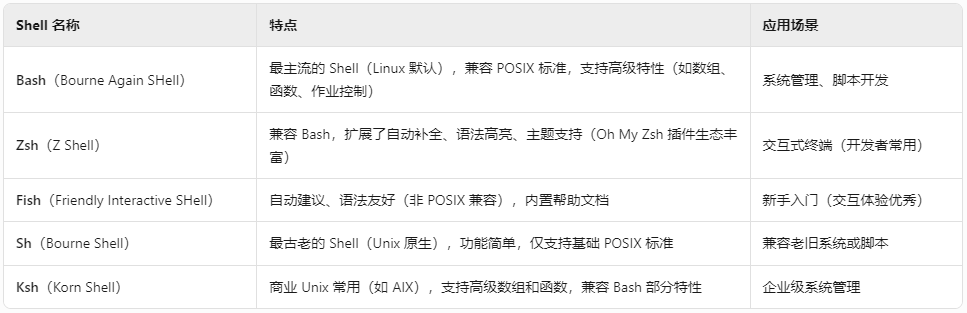 Shell 名称 特点 应用场景
Bash（Bourne Again SHell） 最主流的 Shell（Linux 默认），兼容 POSIX 标准，支持高级特性（如数组、 系统管理、脚本开发
函数、作业控制）
Zsh（Z Shell） 兼容 Bash，扩展了自动补全、语法高亮、主题支持（Oh My Zsh 插件生态丰 交互式终端（开发者常用）
富）
Fish（Friendly Interactive SHell） 自动建议、语法友好（非 POSIX 兼容），内置帮助文档 新手入门（交互体验优秀）
Sh（Bourne Shell） 最古老的 Shell（Unix 原生），功能简单，仅支持基础 POSIX 标准 兼容老旧系统或脚本
Ksh（Korn Shell） 商业 Unix 常用（如 AIX），支持高级数组和函数，兼容 Bash 部分特性 企业级系统管理